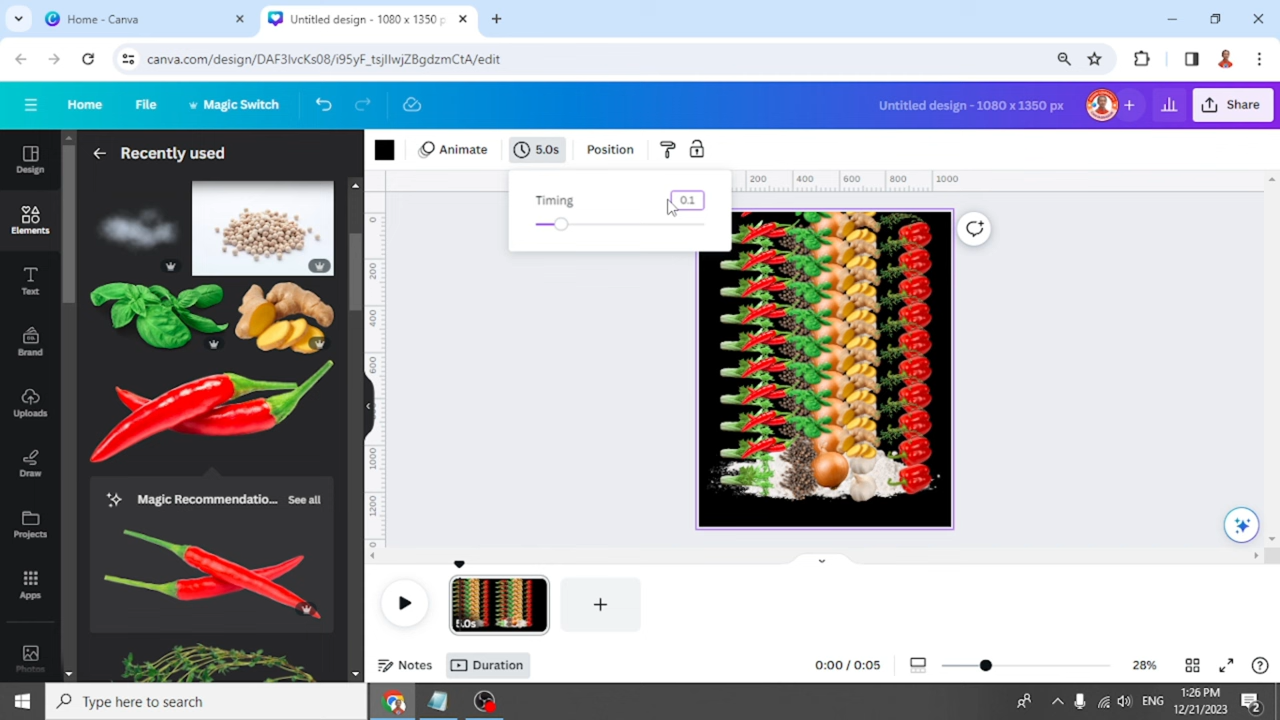 Home - Canva
Untitled design - 1080 x 1350 p
canva.com/design/DAF3lvcKs08/i95yF_tsjIIwjZBgdzmCtA/edit
Home
File
Magic Switch
Untitled design - 1080 x 1350 px
Share
Design
Elements
Text
Brand
Uploads
Draw
Projects
Apps
Photos
Recently used
Magic Recommendatio...
See all
Animate
5.0s
Position
Timing
0.1
200
400
600
800
1000
0
200
400
600
800
1000
1200
5.0s
Notes
Duration
0:00 / 0:05
28%
Type here to search
ENG
1:26 PM
12/21/2023
2